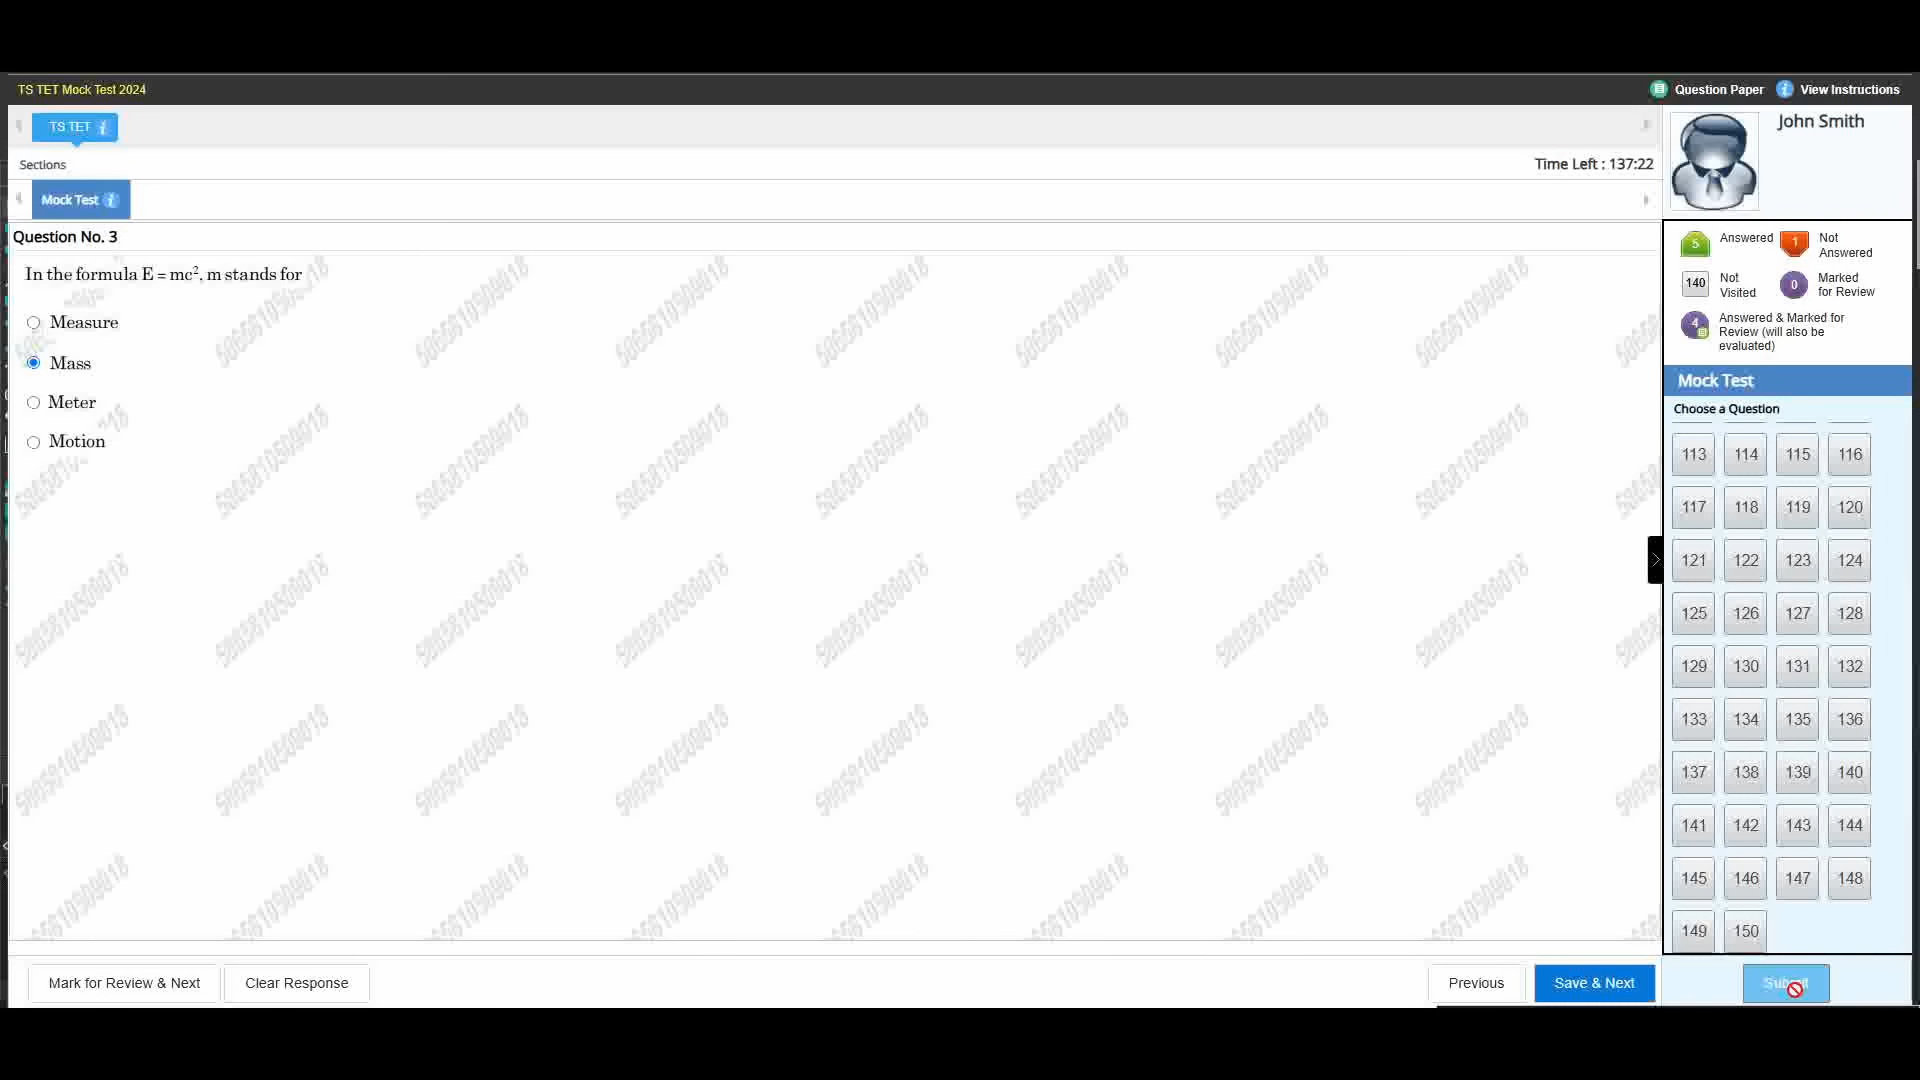 TS TET Mock Test 2024
Question Paper
View Instructions
TS TET
John Smith
Sections
Time Left : 137:22
Mock Test
Question No. 3
In the formula E = mc², m stands for
Measure
Mass
Meter
Motion
5 Answered
1 Not Answered
140 Not Visited
0 Marked for Review
4 Answered & Marked for Review (will also be evaluated)
Mock Test
Choose a Question
113 114 115 116
117 118 119 120
121 122 123 124
125 126 127 128
129 130 131 132
133 134 135 136
137 138 139 140
141 142 143 144
145 146 147 148
149 150
Mark for Review & Next
Clear Response
Previous
Save & Next
Submit